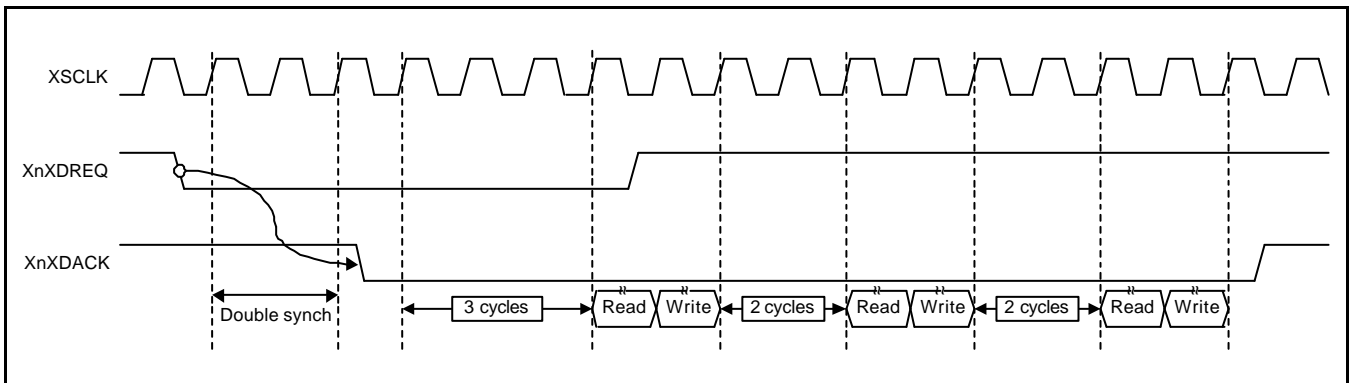 XSCLK
XnXDREQ
XnXDACK
Double synch
3 cycles
Read
Write
2 cycles
Read
Write
2 cycles
Read
Write